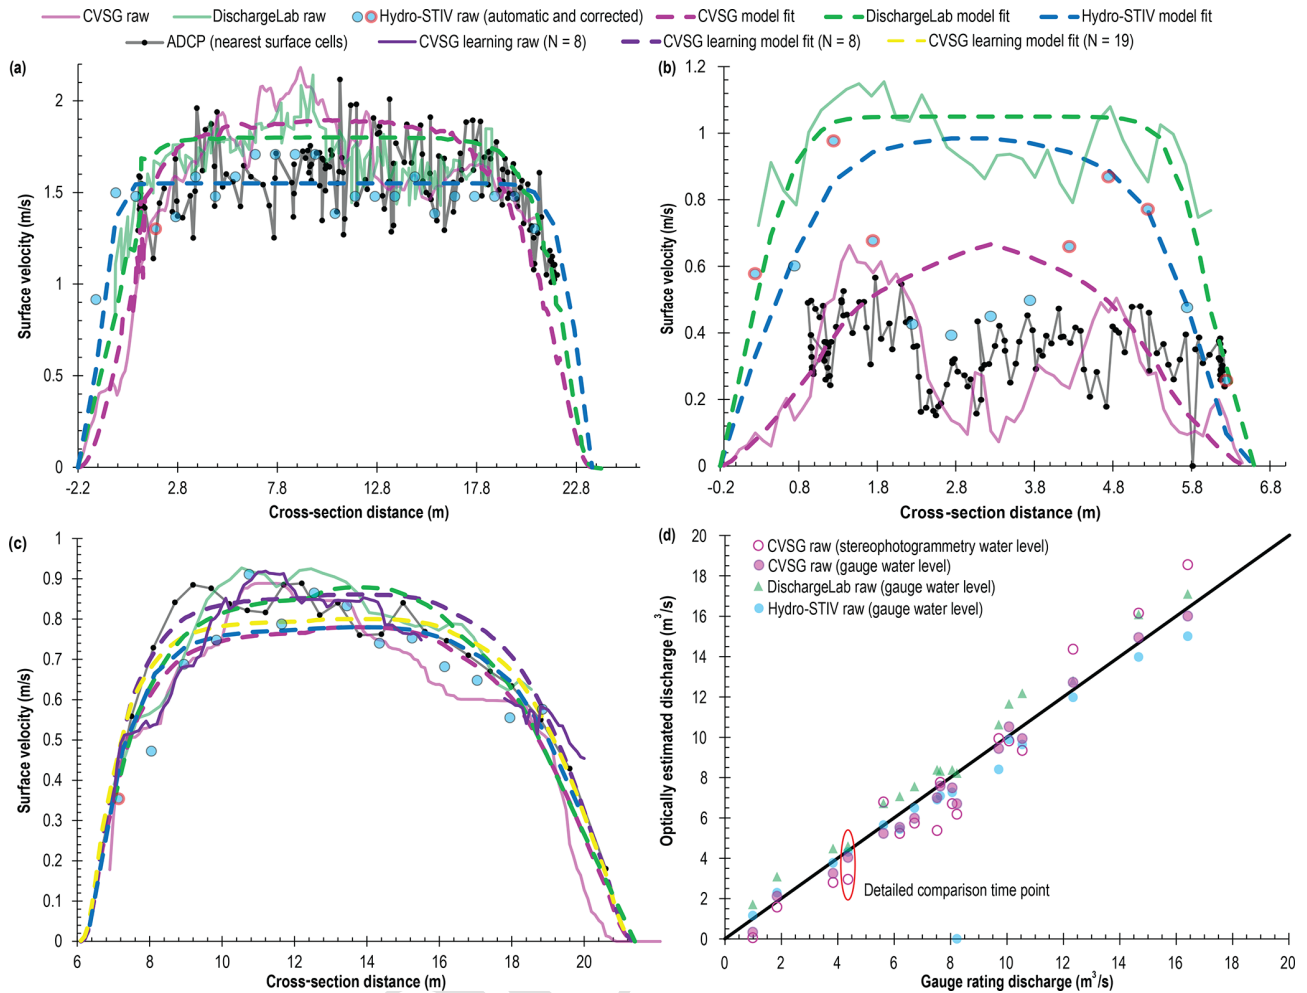 CVSG raw DischargeLab raw Hydro-STIV raw (automatic and corrected) CVSG model fit DischargeLab model fit Hydro-STIV model fit
ADCP (nearest surface cells) CVSG learning raw (N = 8) CVSG learning model fit (N = 8) CVSG learning model fit (N = 19)
(a)
Surface velocity (m/s)
2
1.5
1
0.5
0
-2.2 2.8 7.8 12.8 17.8 22.8
Cross-section distance (m)
(b)
Surface velocity (m/s)
1.2
1
0.8
0.6
0.4
0.2
0
-0.2 0.8 1.8 2.8 3.8 4.8 5.8 6.8
Cross-section distance (m)
(c)
Surface velocity (m/s)
1
0.9
0.8
0.7
0.6
0.5
0.4
0.3
0.2
0.1
0
6 8 10 12 14 16 18 20
Cross-section distance (m)
(d)
Optically estimated discharge (m³/s)
20
18
16
14
12
10
8
6
4
2
0
CVSG raw (stereophotogrammetry water level)
CVSG raw (gauge water level)
DischargeLab raw (gauge water level)
Hydro-STIV raw (gauge water level)
Detailed comparison time point
0 2 4 6 8 10 12 14 16 18 20
Gauge rating discharge (m³/s)